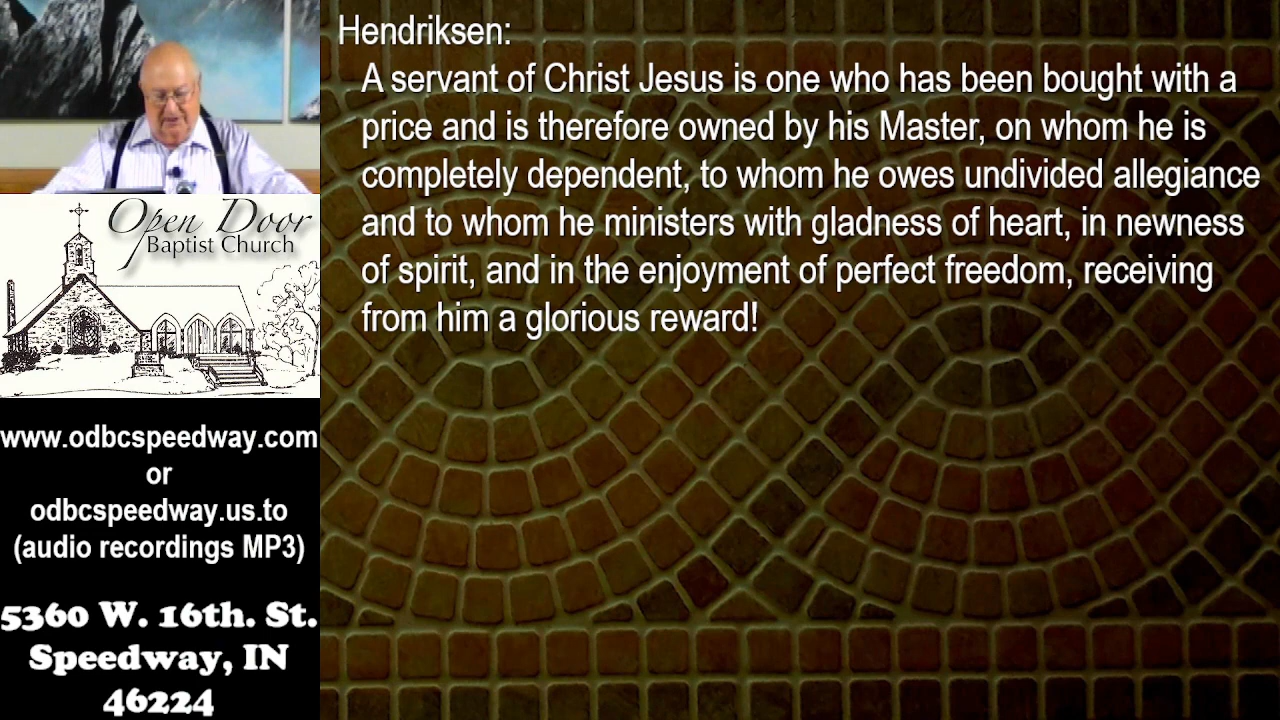 Hendriksen:
A servant of Christ Jesus is one who has been bought with a
price and is therefore owned by his Master, on whom he is
completely dependent, to whom he owes undivided allegiance
and to whom he ministers with gladness of heart, in newness
of spirit, and in the enjoyment of perfect freedom, receiving
from him a glorious reward!
Open Door
Baptist Church
www.odbcspeedway.com
or
odbcspeedway.us.to
(audio recordings MP3)
5360 W. 16th. St.
Speedway, IN
46224